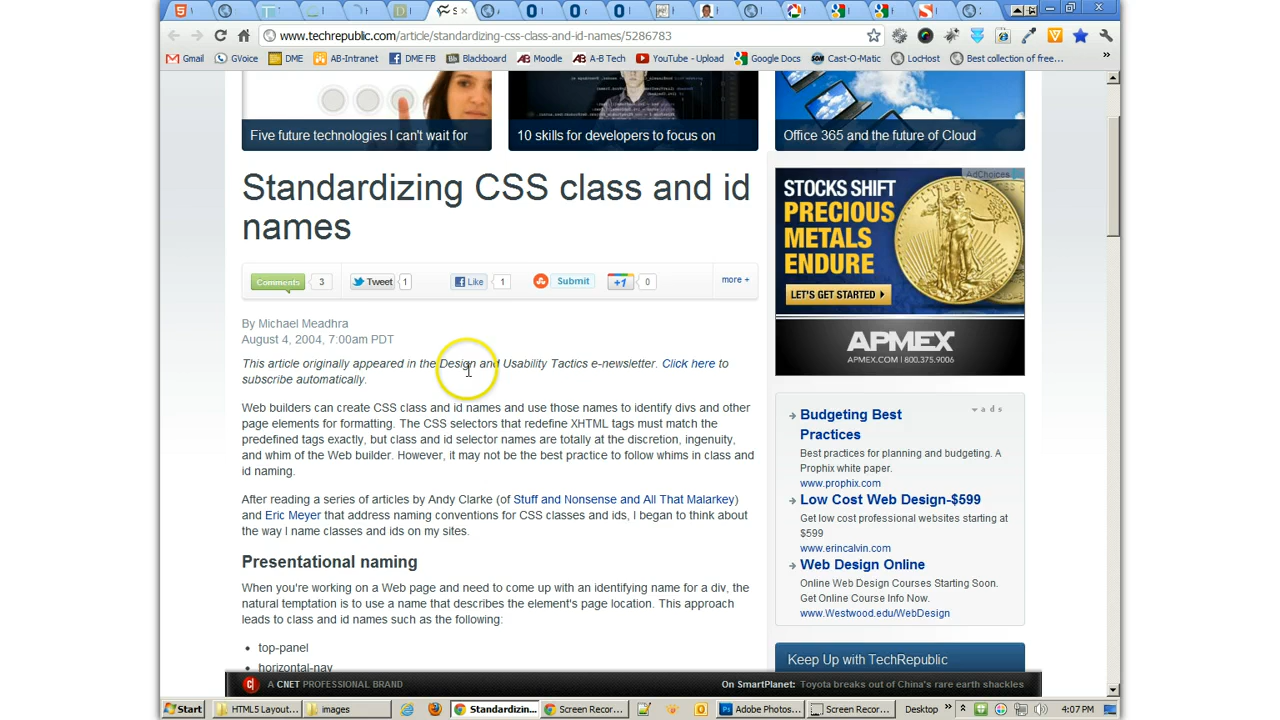 www.techrepublic.com/article/standardizing-css-class-and-id-names/5286783
Gmail GVoice DME AB-Intranet DME FB Blackboard Moodle A-B Tech YouTube - Upload Google Docs Cast-O-Matic LocHost Best collection of free... »
Five future technologies I can't wait for
10 skills for developers to focus on
Office 365 and the future of Cloud
Standardizing CSS class and id
names
Comments 3 Tweet 1 Like 1 Submit +1 0 more +
By Michael Meadhra
August 4, 2004, 7:00am PDT
This article originally appeared in the Design and Usability Tactics e-newsletter. Click here to
subscribe automatically.
Web builders can create CSS class and id names and use those names to identify divs and other
page elements for formatting. The CSS selectors that redefine XHTML tags must match the
predefined tags exactly, but class and id selector names are totally at the discretion, ingenuity,
and whim of the Web builder. However, it may not be the best practice to follow whims in class and
id naming.
After reading a series of articles by Andy Clarke (of Stuff and Nonsense and All That Malarkey)
and Eric Meyer that address naming conventions for CSS classes and ids, I began to think about
the way I name classes and ids on my sites.
Presentational naming
When you're working on a Web page and need to come up with an identifying name for a div, the
natural temptation is to use a name that describes the element's page location. This approach
leads to class and id names such as the following:
• top-panel
• horizontal-nav
AdChoices
STOCKS SHIFT
PRECIOUS
METALS
ENDURE
LET'S GET STARTED
APMEX
APMEX.COM | 800.375.9006
ads
Budgeting Best
Practices
Best practices for planning and budgeting. A
Prophix white paper.
www.prophix.com
Low Cost Web Design-$599
Get low cost professional websites starting at
$599
www.erincalvin.com
Web Design Online
Online Web Design Courses Starting Soon.
Get Online Course Info Now.
www.Westwood.edu/WebDesign
Keep Up with TechRepublic
A CNET PROFESSIONAL BRAND
On SmartPlanet: Toyota breaks out of China's rare earth shackles
Start HTML5 Layout... images Standardizin... Screen Recor... Adobe Photos... Screen Recor... Desktop » 4:07 PM